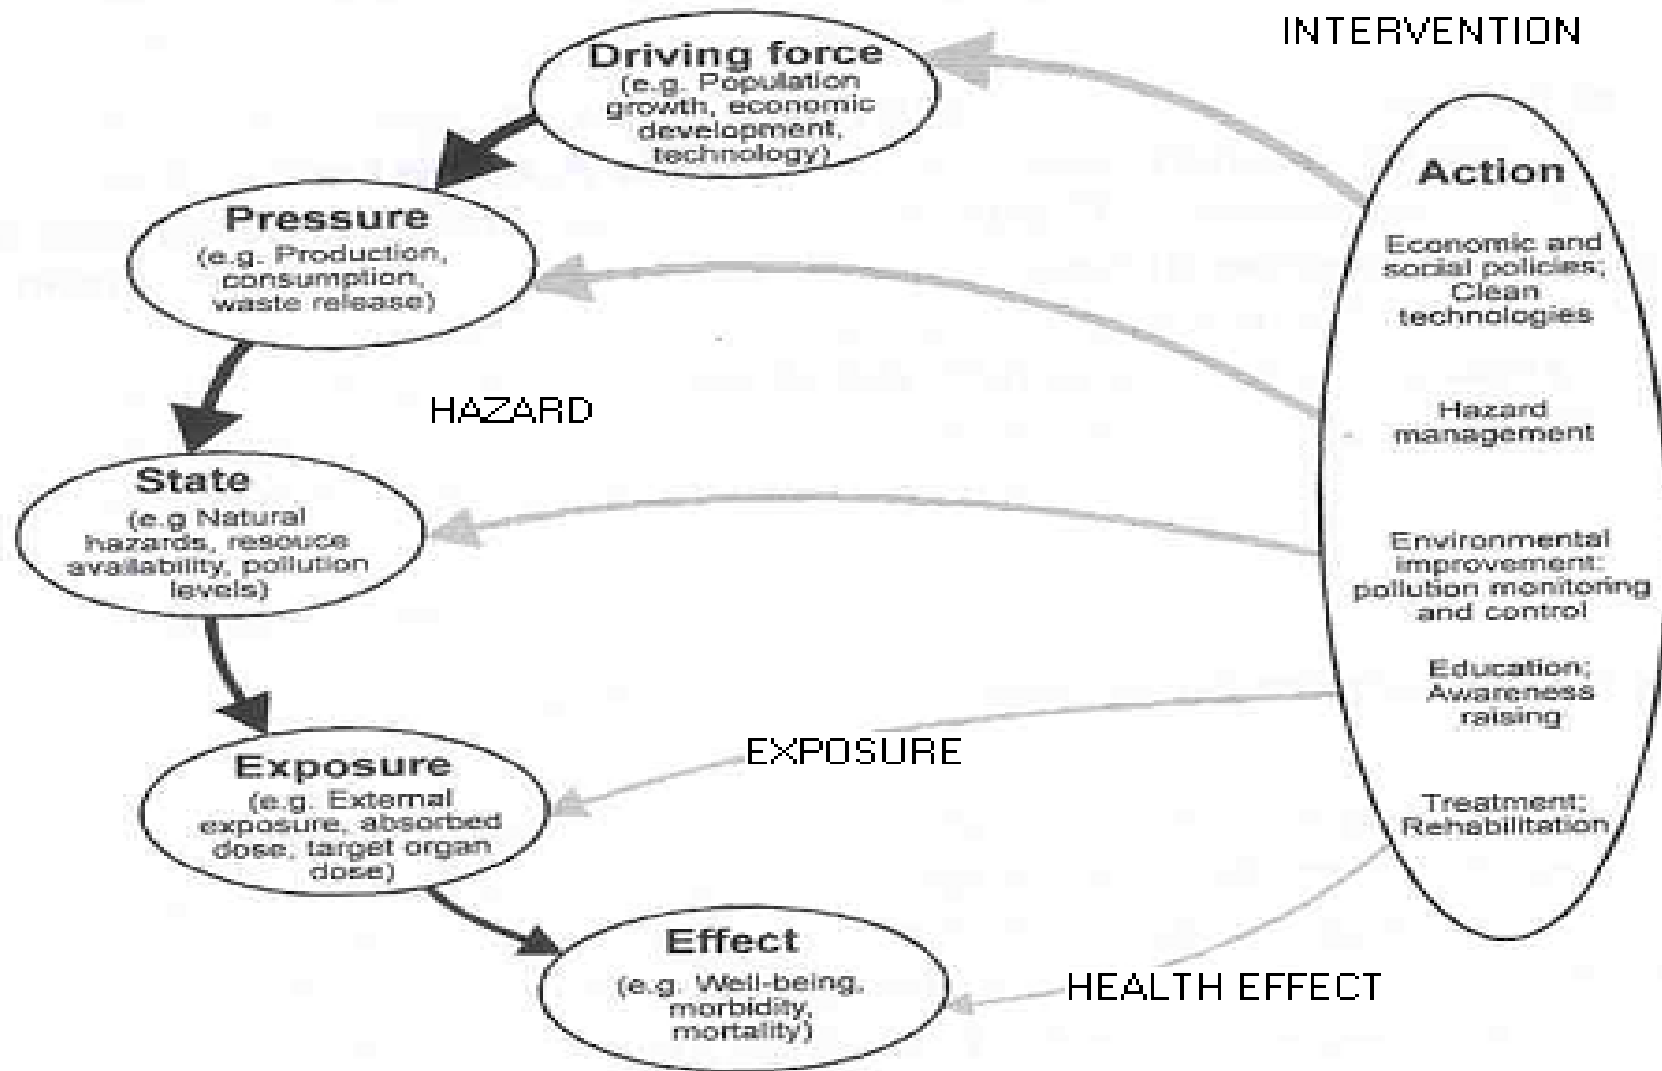 INTERVENTION
Driving force
(e.g. Population
growth, economic
development,
technology)
Pressure
(e.g. Production,
consumption,
waste release)
HAZARD
State
(e.g Natural
hazards, resouce
availability, pollution
levels)
Exposure
(e.g. External
exposure, absorbed
dose, target organ
dose)
EXPOSURE
Effect
(e.g. Well-being,
morbidity,
mortality)
HEALTH EFFECT
Action
Economic and
social policies;
Clean
technologies
Hazard
management
Environmental
improvement:
pollution monitoring
and control
Education;
Awareness
raising
Treatment;
Rehabilitation